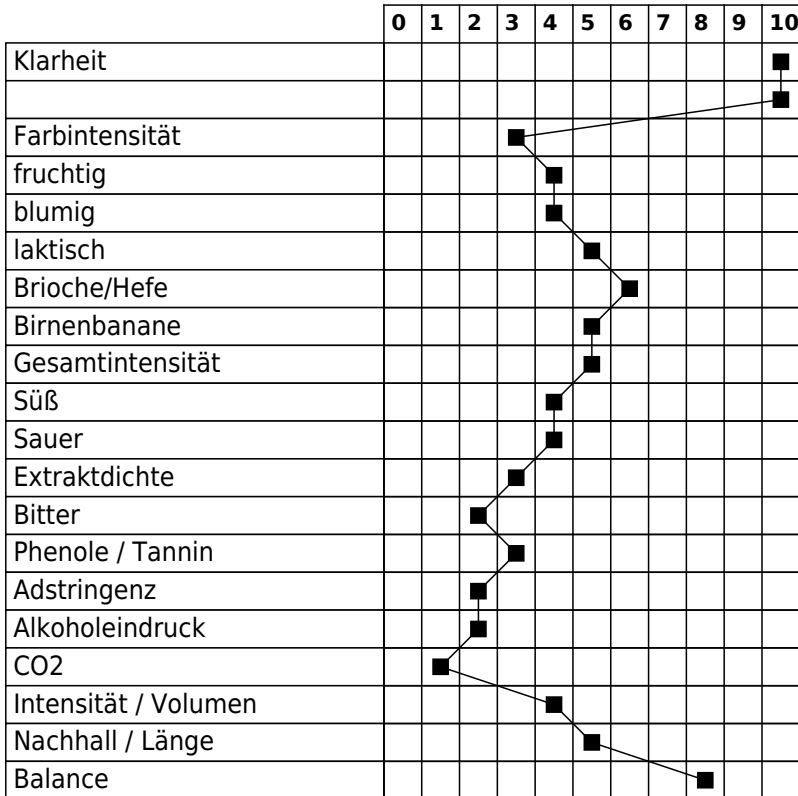 0 1 2 3 4 5 6 7 8 9 10
Klarheit
Farbintensität
fruchtig
blumig
laktisch
Brioche/Hefe
Birnenbanane
Gesamtintensität
Süß
Sauer
Extraktdichte
Bitter
Phenole / Tannin
Adstringenz
Alkoholeindruck
CO2
Intensität / Volumen
Nachhall / Länge
Balance